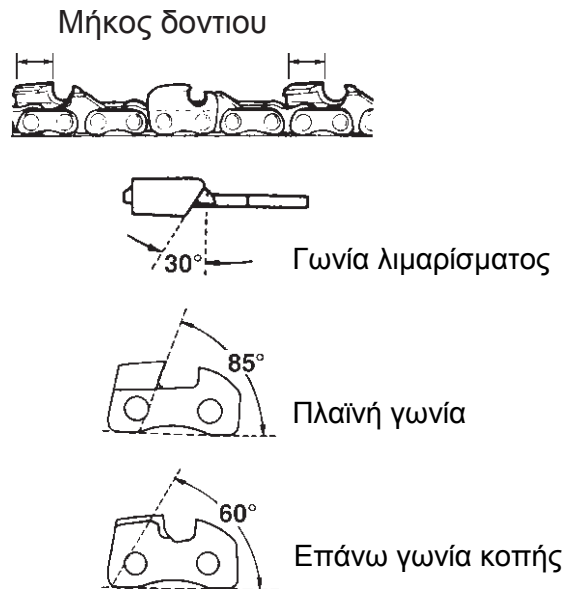 Μήκος δοντιου
30°
Γωνία λιμαρίσματος
85°
Πλαϊνή γωνία
60°
Επάνω γωνία κοπής